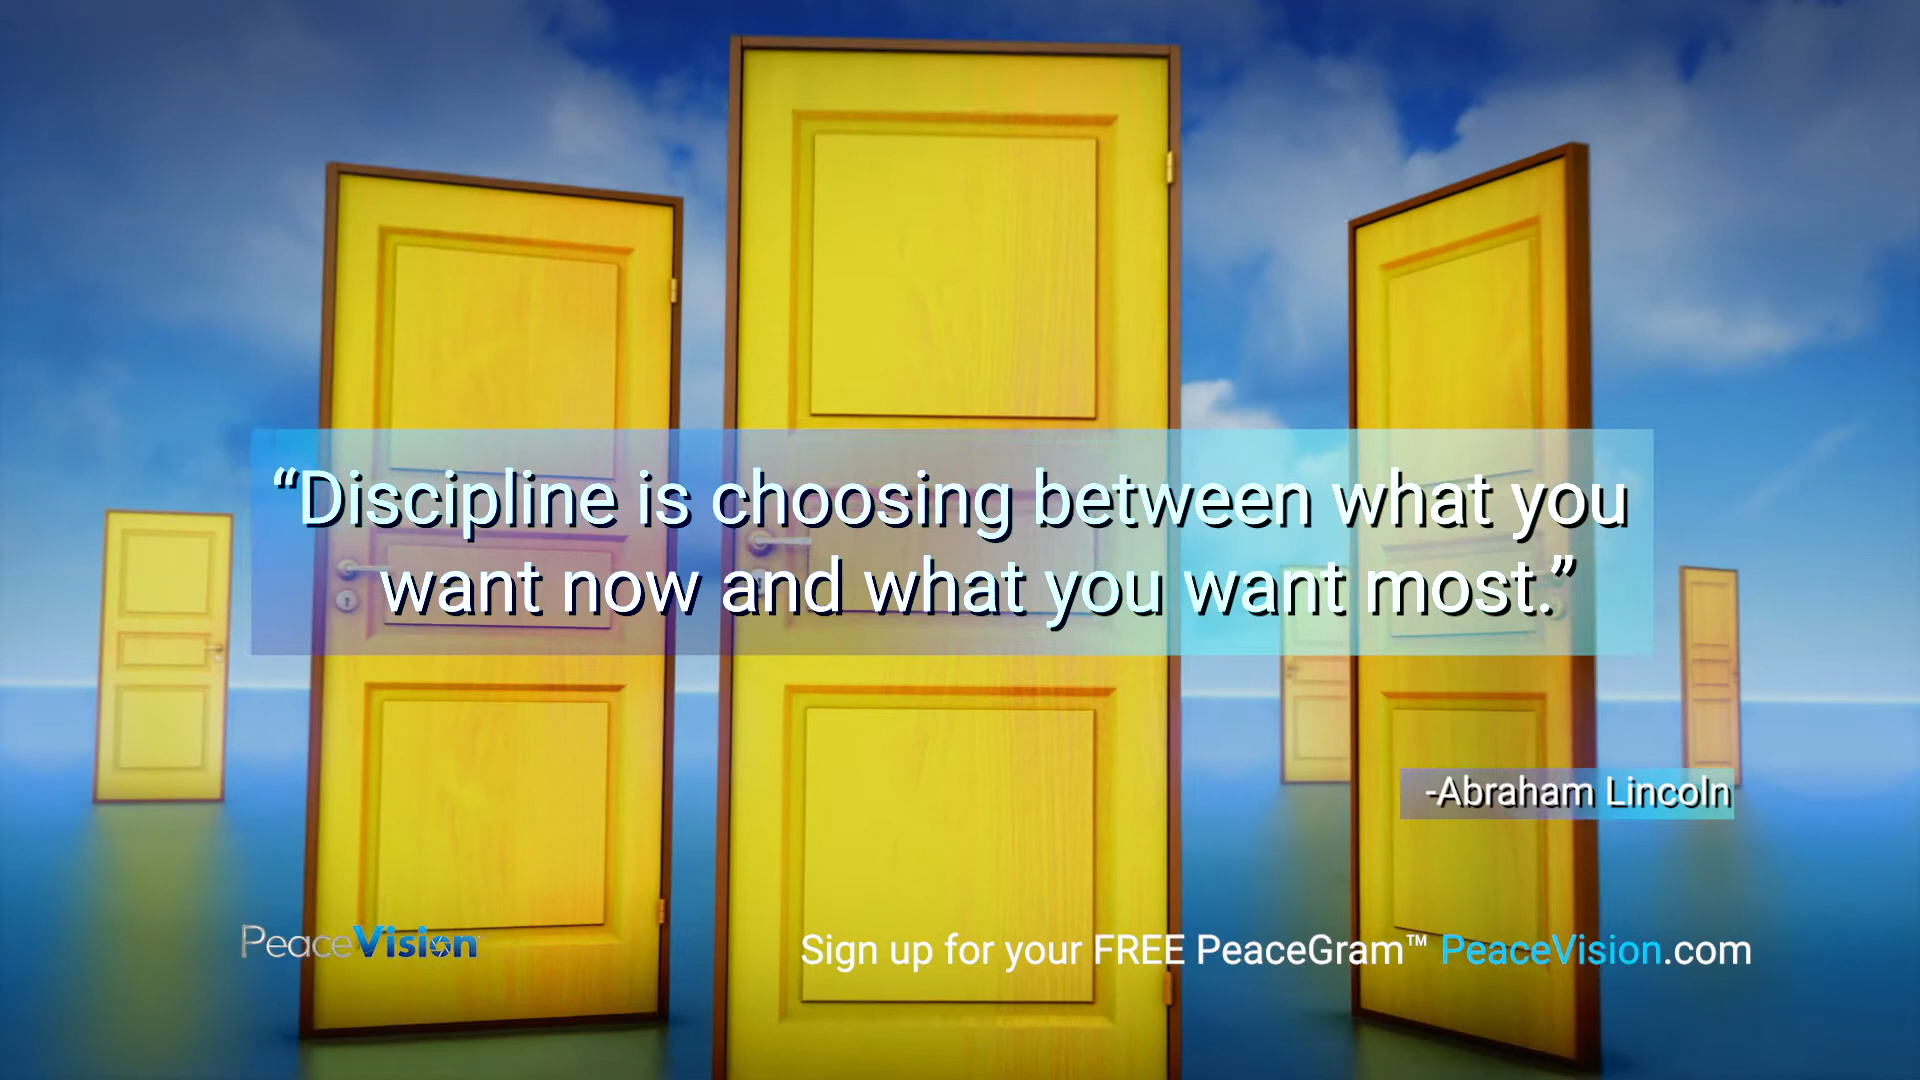 “Discipline is choosing between what you
want now and what you want most.”
-Abraham Lincoln
PeaceVision
Sign up for your FREE PeaceGram™ PeaceVision.com